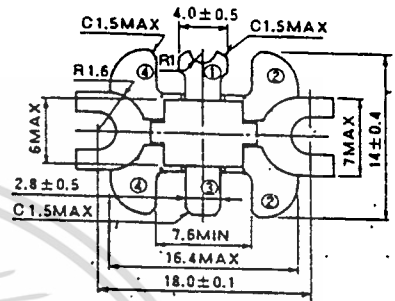 4.0±0.5
C1.5MAX
C1.5MAX
R1
④
①
②
R1.6
6MAX
7MAX
14±0.4
2.8±0.5
④
③
②
C1.5MAX
7.6MIN
16.4MAX
18.0±0.1